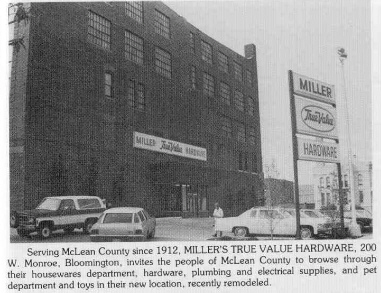 MILLER
True Value
HARDWARE
MILLER True Value HARDWARE
Serving McLean County since 1912, MILLER'S TRUE VALUE HARDWARE, 200
W. Monroe, Bloomington, invites the people of McLean County to browse through
their housewares department, hardware, plumbing and electrical supplies, and pet
department and toys in their new location, recently remodeled.